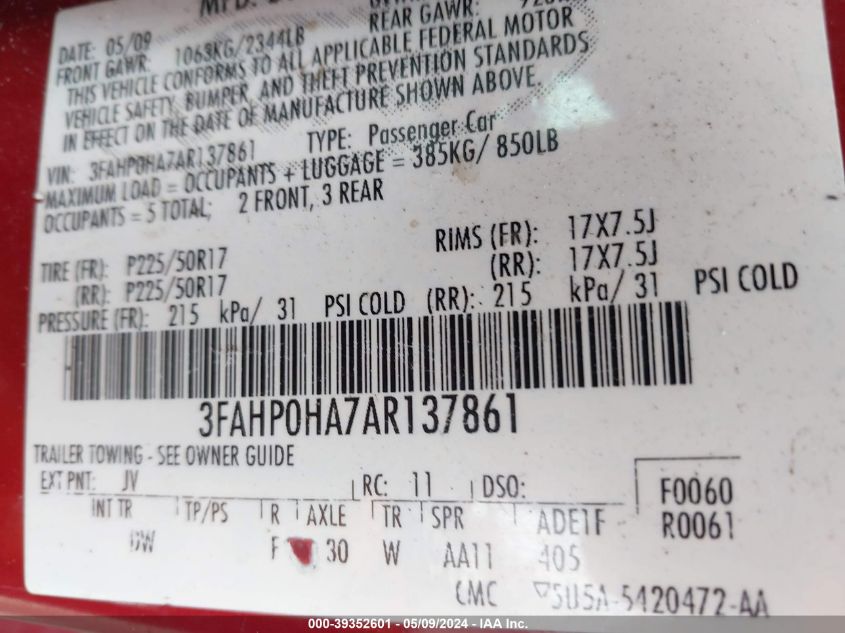 MFD.
REAR GAWR:
DATE: 05/09
FRONT GAWR: 1063KG/2344LB
THIS VEHICLE CONFORMS TO ALL APPLICABLE FEDERAL MOTOR
VEHICLE SAFETY, BUMPER, AND THEFT PREVENTION STANDARDS
IN EFFECT ON THE DATE OF MANUFACTURE SHOWN ABOVE.
VIN: 3FAHP0HA7AR137861 TYPE: Passenger Car
MAXIMUM LOAD = OCCUPANTS + LUGGAGE = 385KG/ 850LB
OCCUPANTS = 5 TOTAL; 2 FRONT, 3 REAR
TIRE (FR): P225/50R17 RIMS (FR): 17X7.5J
(RR): P225/50R17 (RR): 17X7.5J
PRESSURE (FR): 215 kPa/ 31 PSI COLD (RR): 215 kPa/ 31 PSI COLD
3FAHP0HA7AR137861
TRAILER TOWING - SEE OWNER GUIDE
EXT PNT: JV RC: 11 DSO: F0060
INT TR TP/PS R AXLE TR SPR ADE1F R0061
DW F 30 W AA11 405
CMC ▽5U5A-5420472-AA
000-39352601 - 05/09/2024 - IAAI.com